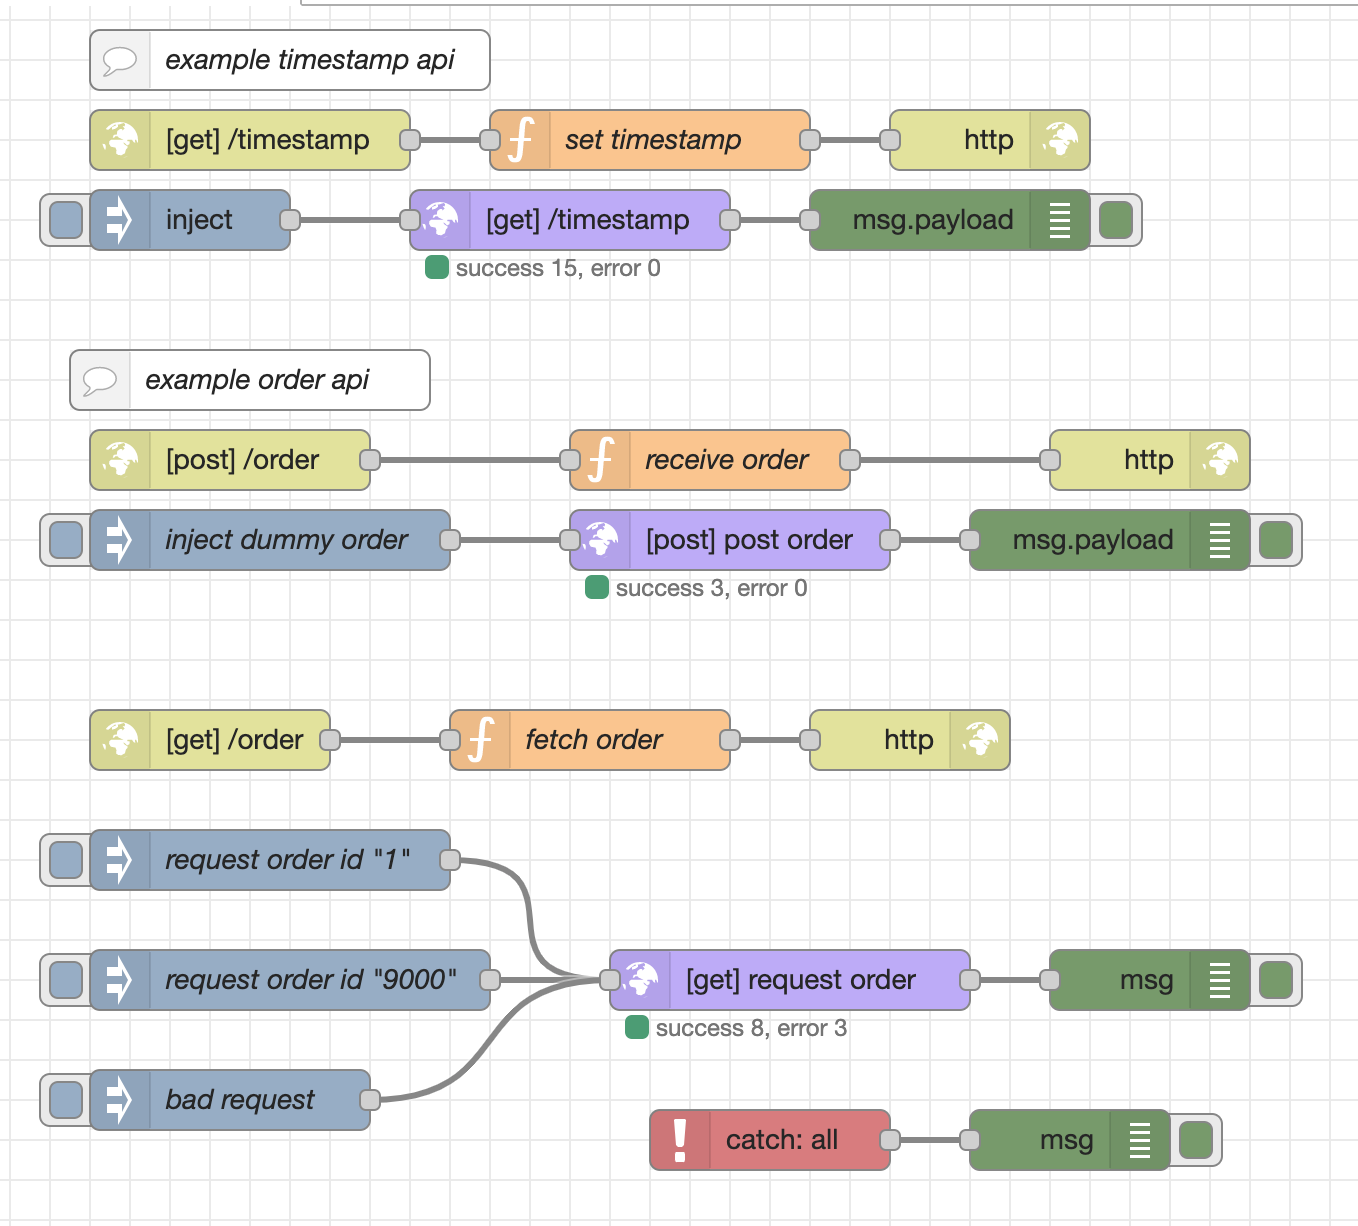 example timestamp api
[get] /timestamp
set timestamp
http
inject
[get] /timestamp
msg.payload
success 15, error 0
example order api
[post] /order
receive order
http
inject dummy order
[post] post order
msg.payload
success 3, error 0
[get] /order
fetch order
http
request order id "1"
request order id "9000"
[get] request order
msg
success 8, error 3
bad request
catch: all
msg